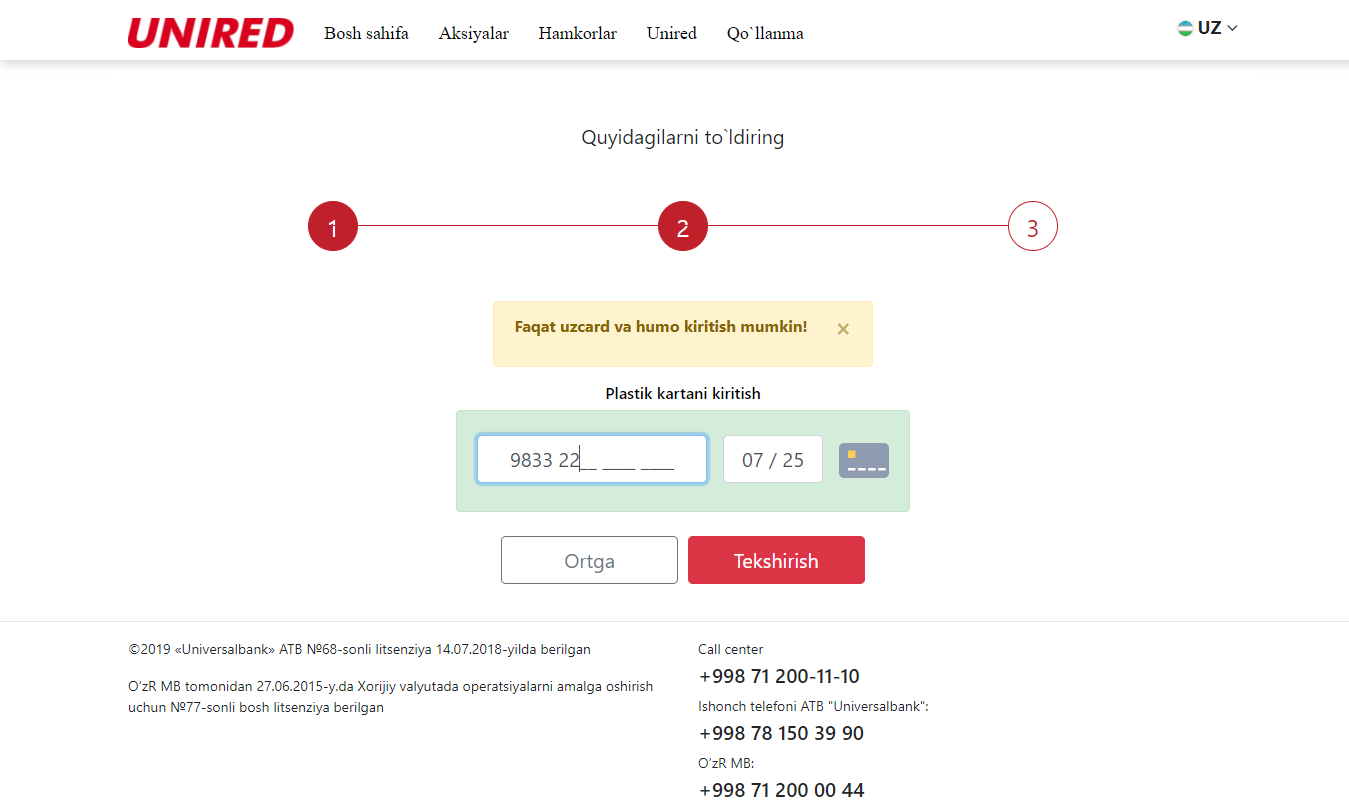 UNIRED Bosh sahifa Aksiyalar Hamkorlar Unired Qo`llanma UZ
Quyidagilarni to`ldiring
1 2 3
Faqat uzcard va humo kiritish mumkin! ×
Plastik kartani kiritish
9833 22__ ____ ____ 07 / 25
Ortga Tekshirish
©2019 «Universalbank» ATB №68-sonli litsenziya 14.07.2018-yilda berilgan
O‘zR MB tomonidan 27.06.2015-y.da Xorijiy valyutada operatsiyalarni amalga oshirish
uchun №77-sonli bosh litsenziya berilgan
Call center
+998 71 200-11-10
Ishonch telefoni ATB "Universalbank":
+998 78 150 39 90
O‘zR MB:
+998 71 200 00 44